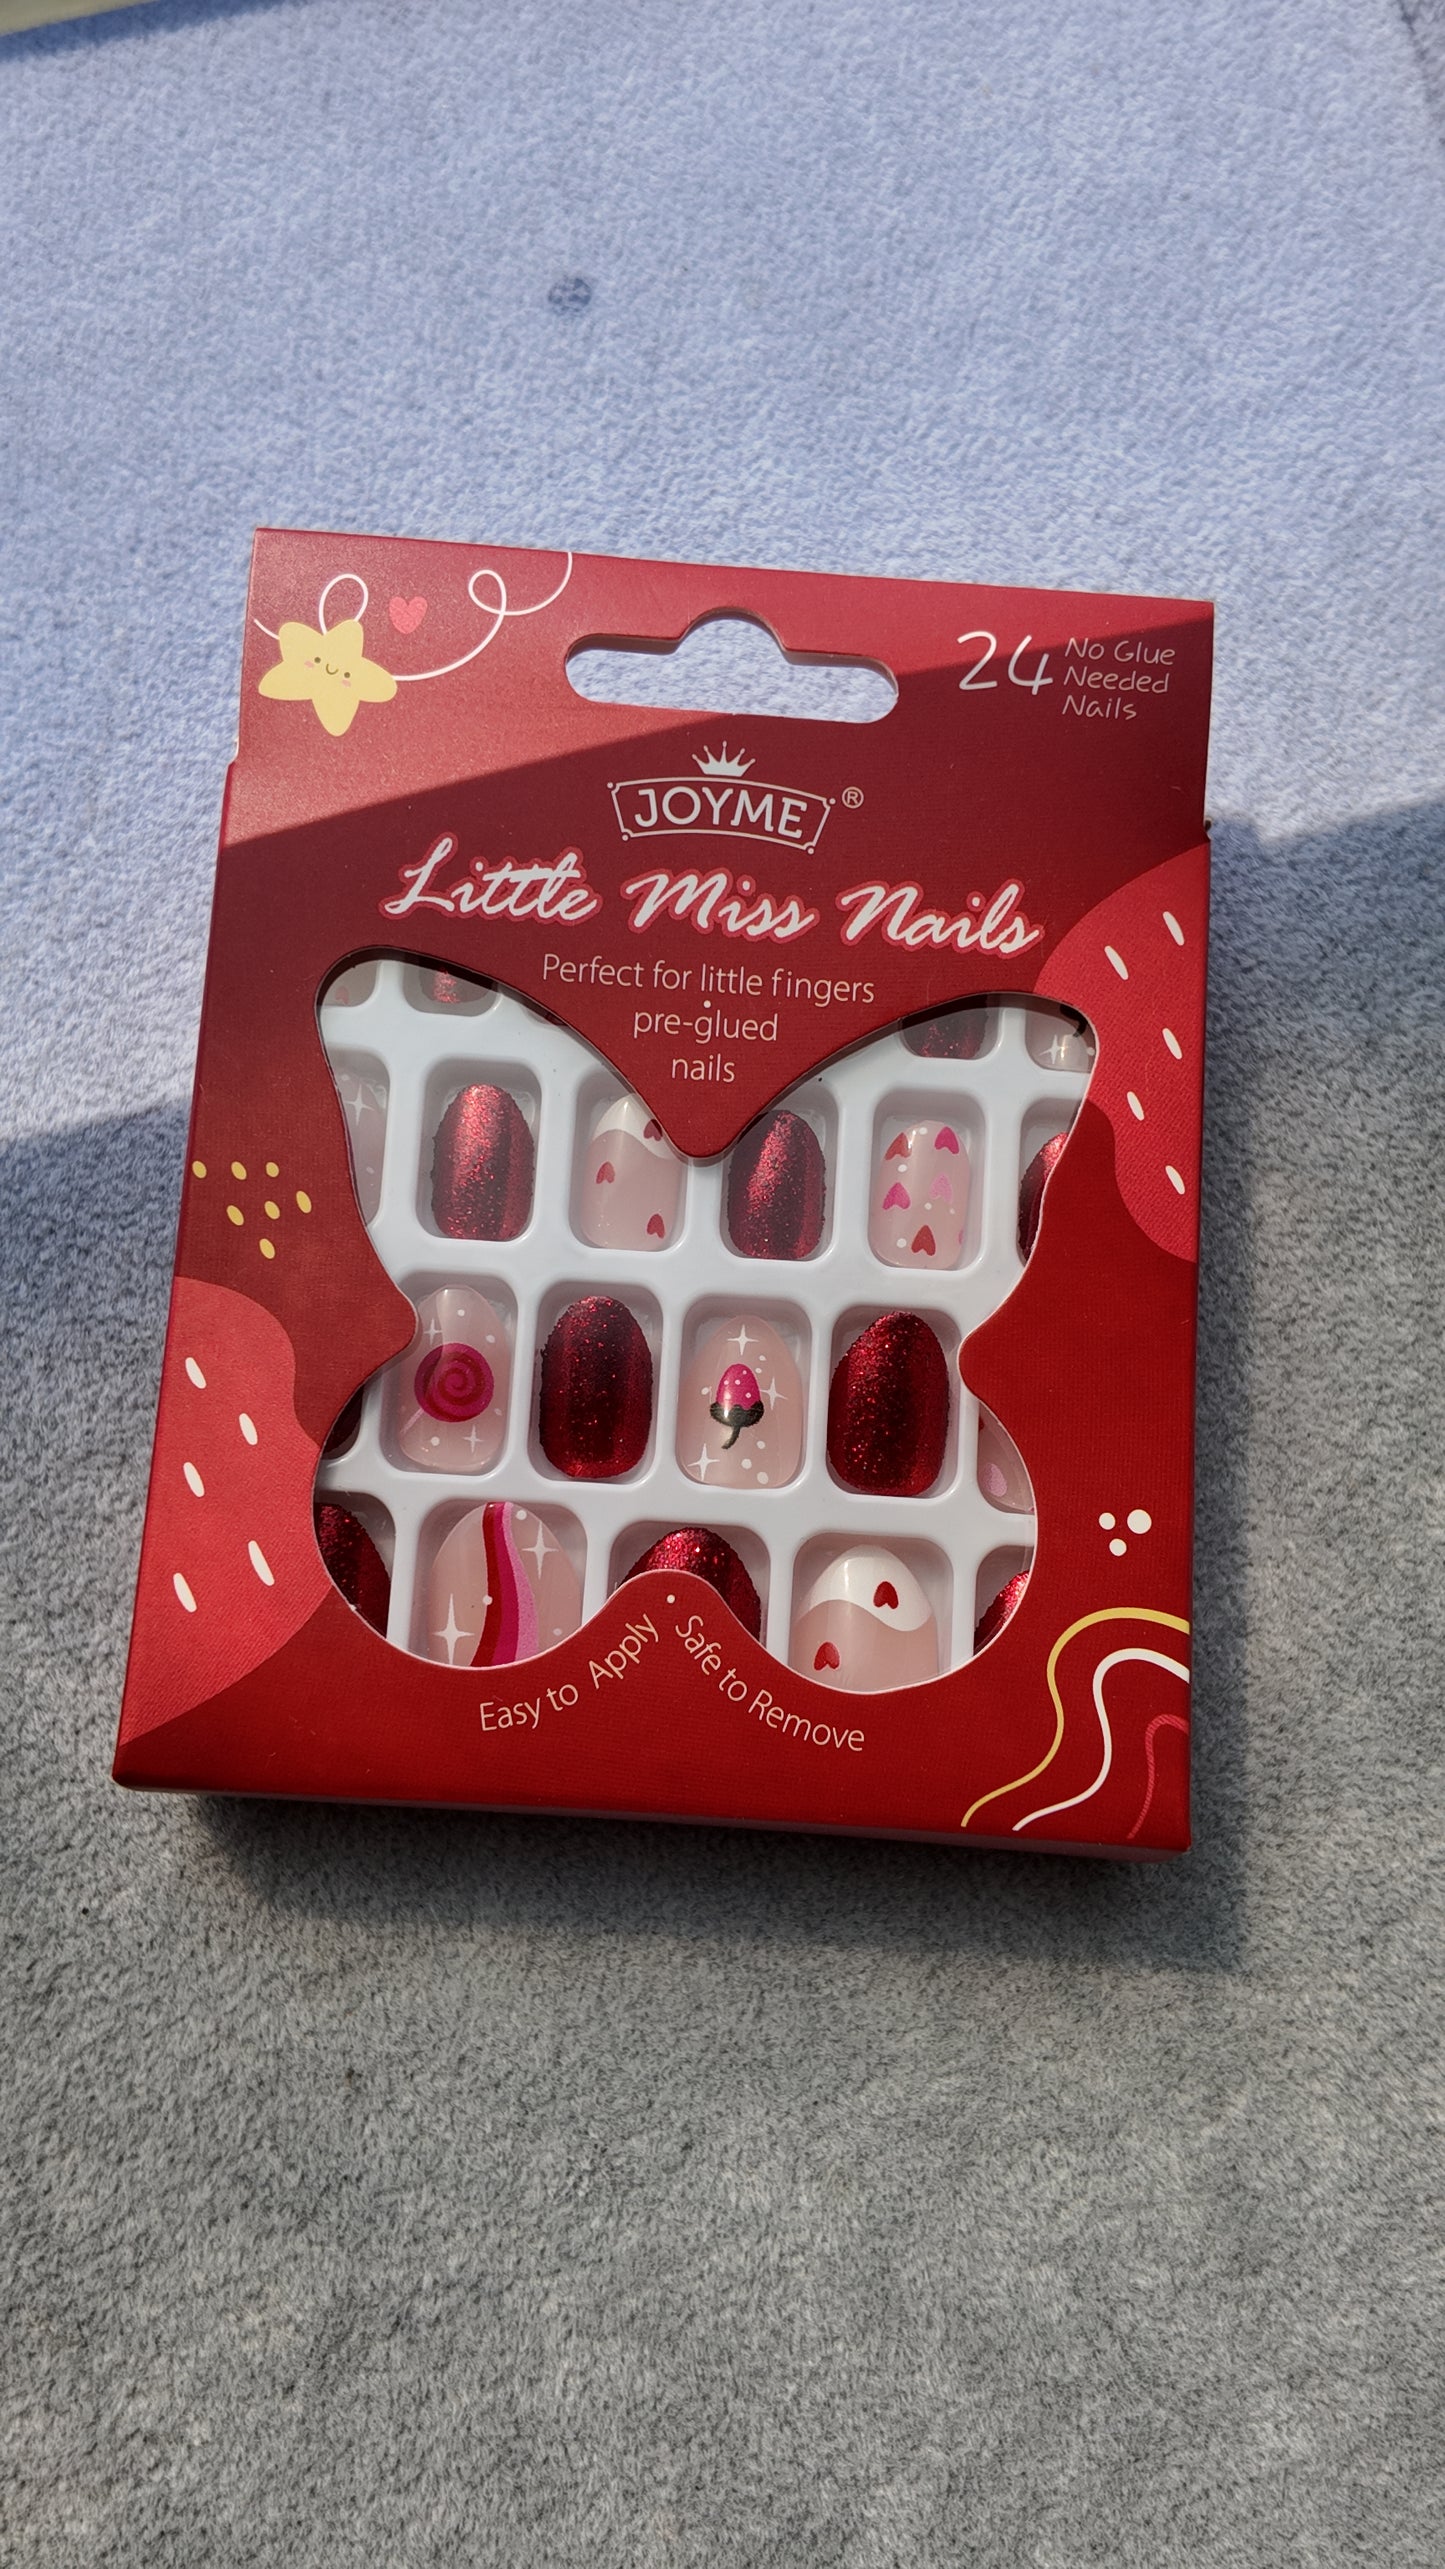 24 No Glue
Needed
Nails
JOYME®
Little Miss Nails
Perfect for little fingers
•
pre-glued
nails
Easy to Apply • Safe to Remove